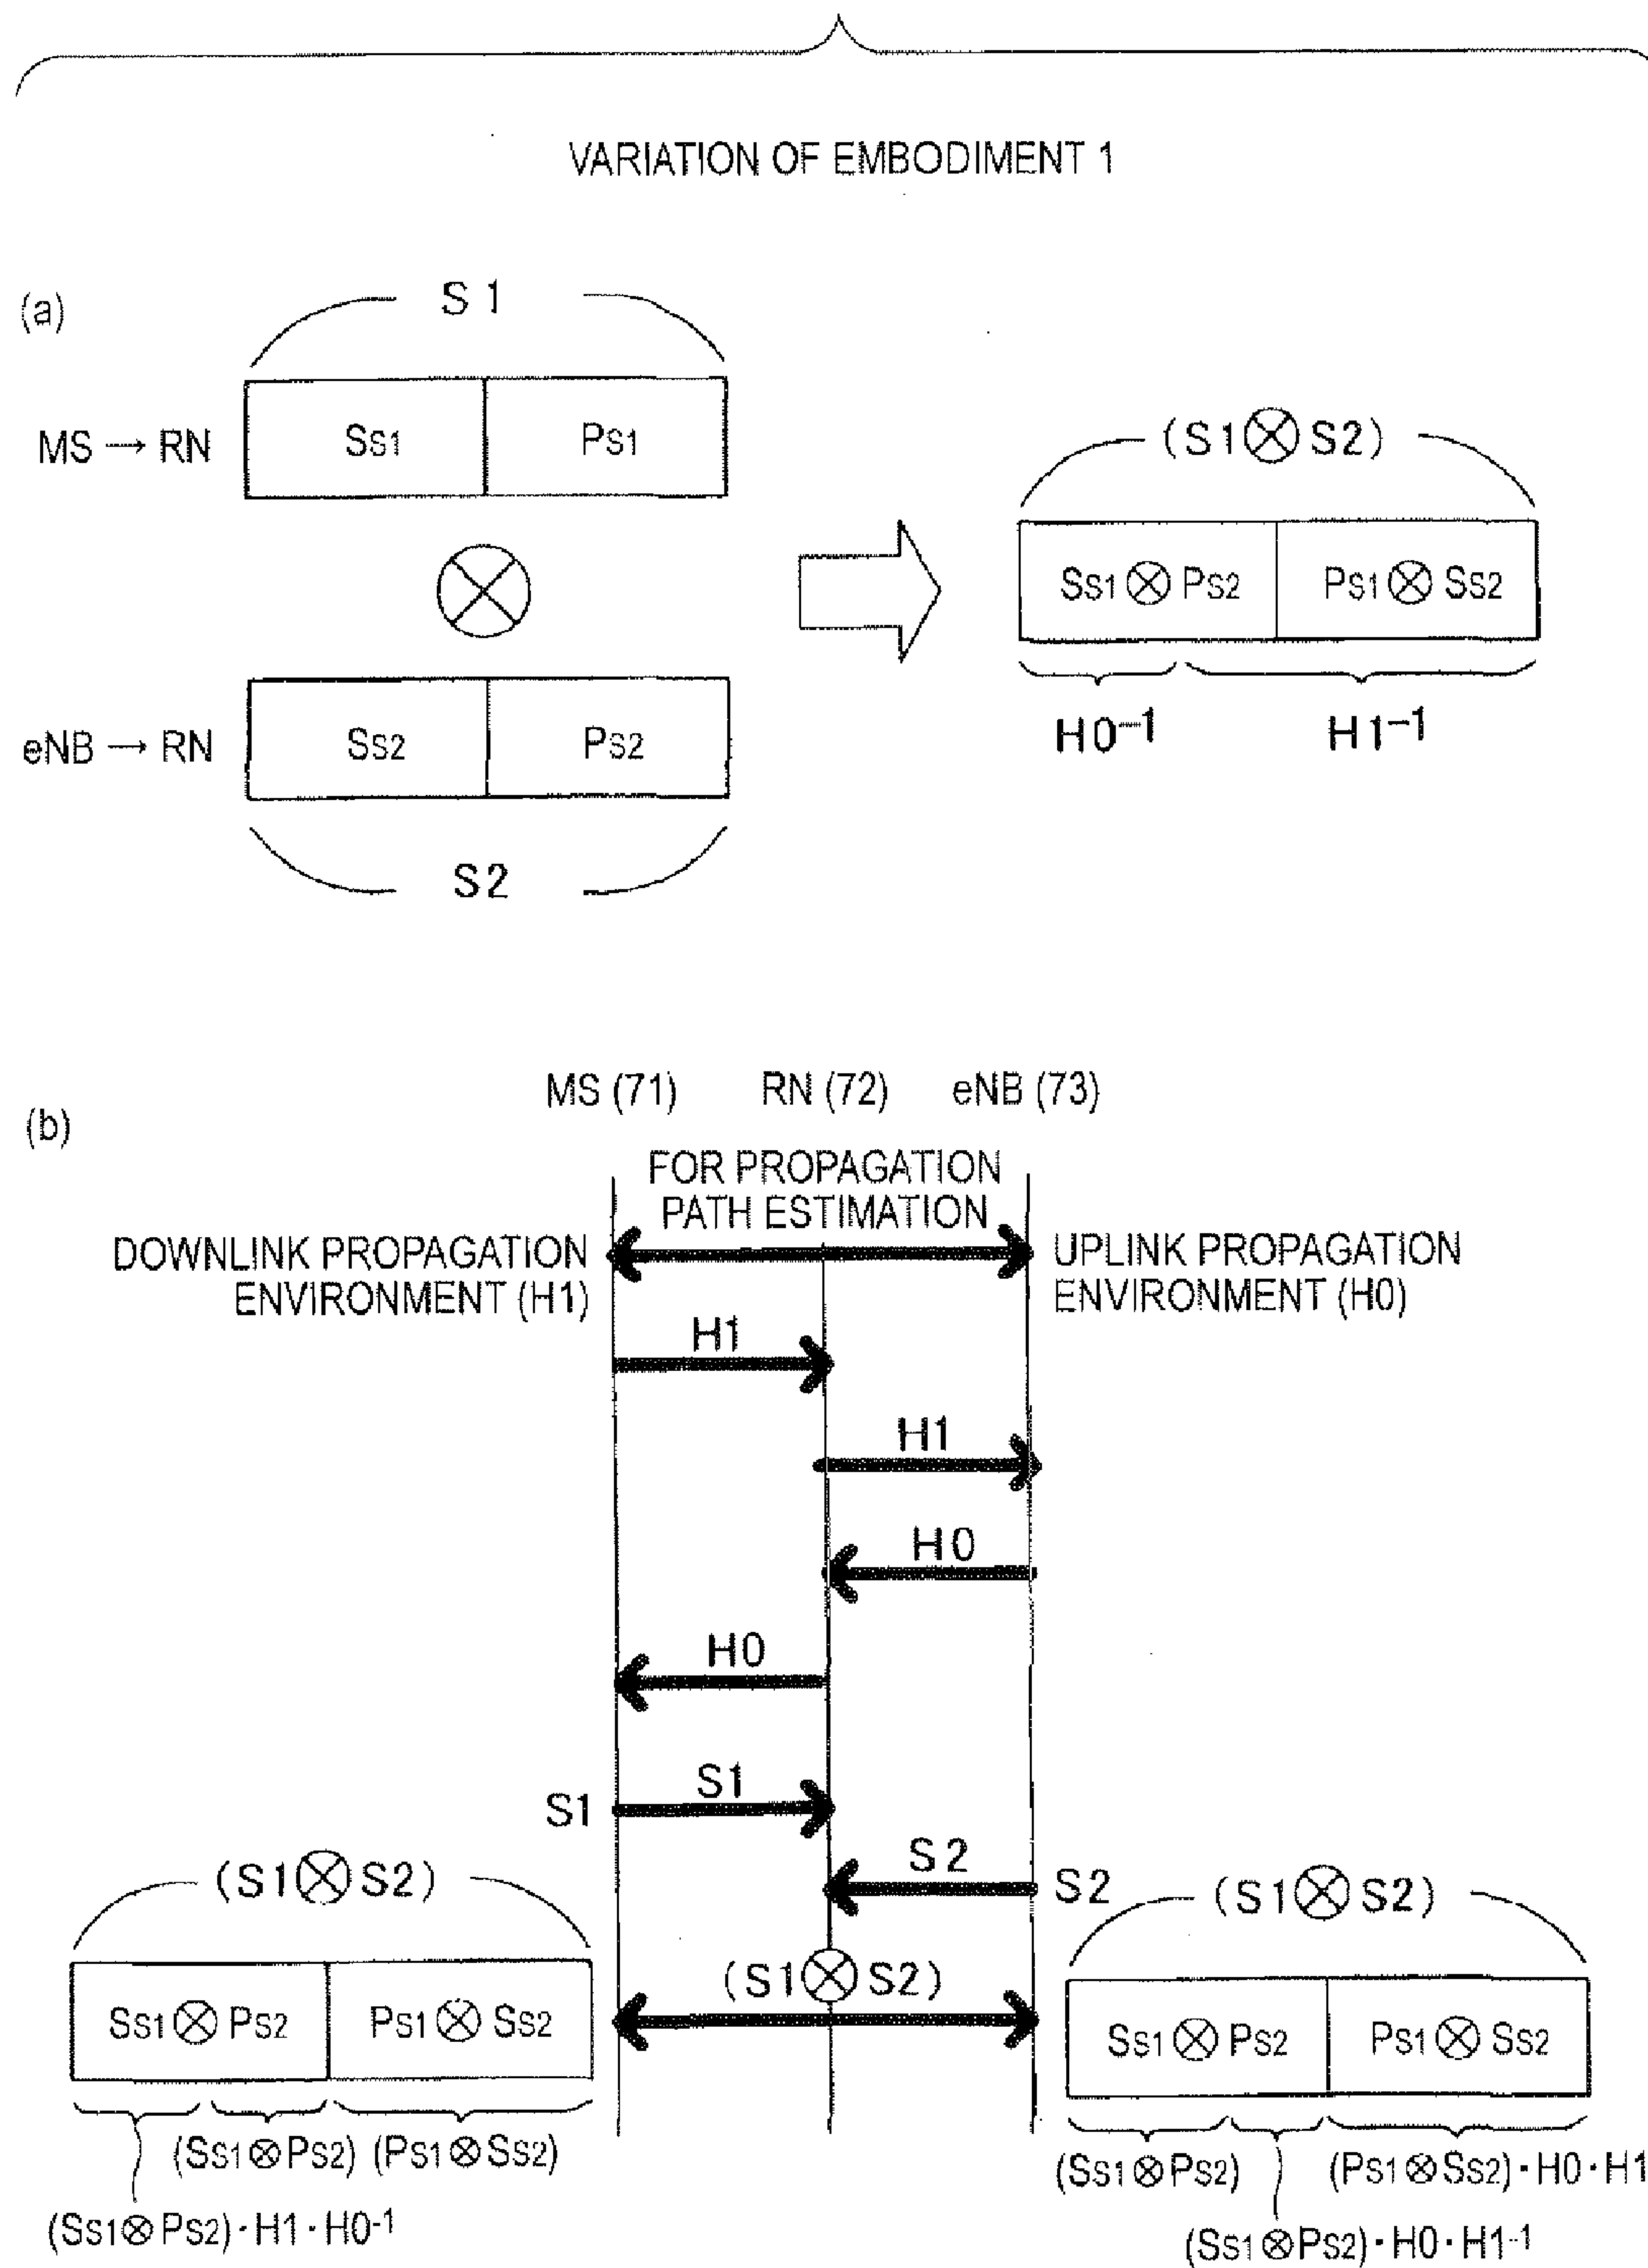 VARIATION OF EMBODIMENT 1
(a)
S1
MS → RN
Ss1
Ps1
⊗
eNB → RN
Ss2
Ps2
S2
(S1⊗S2)
Ss1⊗Ps2
Ps1⊗Ss2
H0⁻¹
H1⁻¹
(b)
MS (71)
RN (72)
eNB (73)
FOR PROPAGATION
PATH ESTIMATION
DOWNLINK PROPAGATION
ENVIRONMENT (H1)
UPLINK PROPAGATION
ENVIRONMENT (H0)
H1
H1
H0
H0
S1
S1
S2
S2
(S1⊗S2)
(S1⊗S2)
(S1⊗S2)
Ss1⊗Ps2
Ps1⊗Ss2
Ss1⊗Ps2
Ps1⊗Ss2
(Ss1⊗Ps2)
(Ps1⊗Ss2)
(Ss1⊗Ps2)·H1·H0⁻¹
(Ss1⊗Ps2)
(Ps1⊗Ss2)·H0·H1
(Ss1⊗Ps2)·H0·H1⁻¹